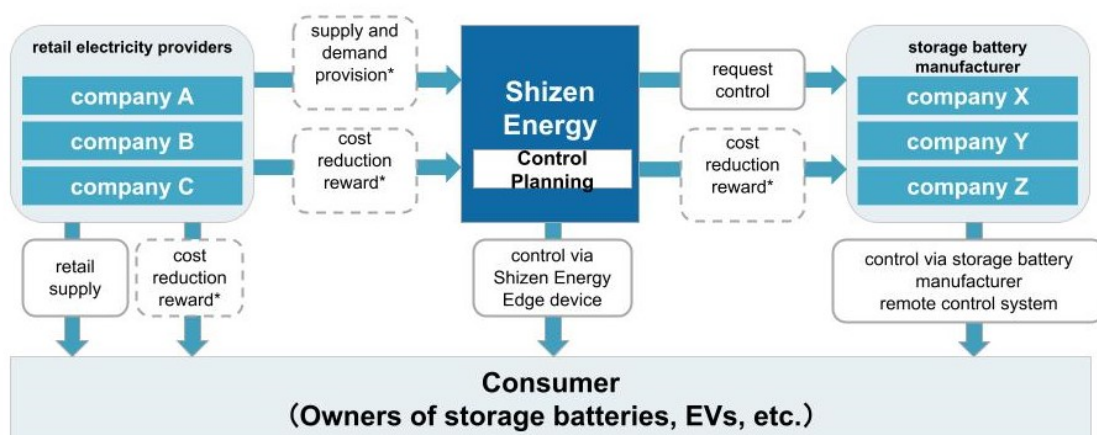 retail electricity providers
company A
company B
company C
supply and
demand
provision*
cost
reduction
reward*
Shizen
Energy
Control
Planning
request
control
cost
reduction
reward*
storage battery
manufacturer
company X
company Y
company Z
retail
supply
cost
reduction
reward*
control via
Shizen Energy
Edge device
control via storage battery
manufacturer
remote control system
Consumer
（Owners of storage batteries, EVs, etc.）